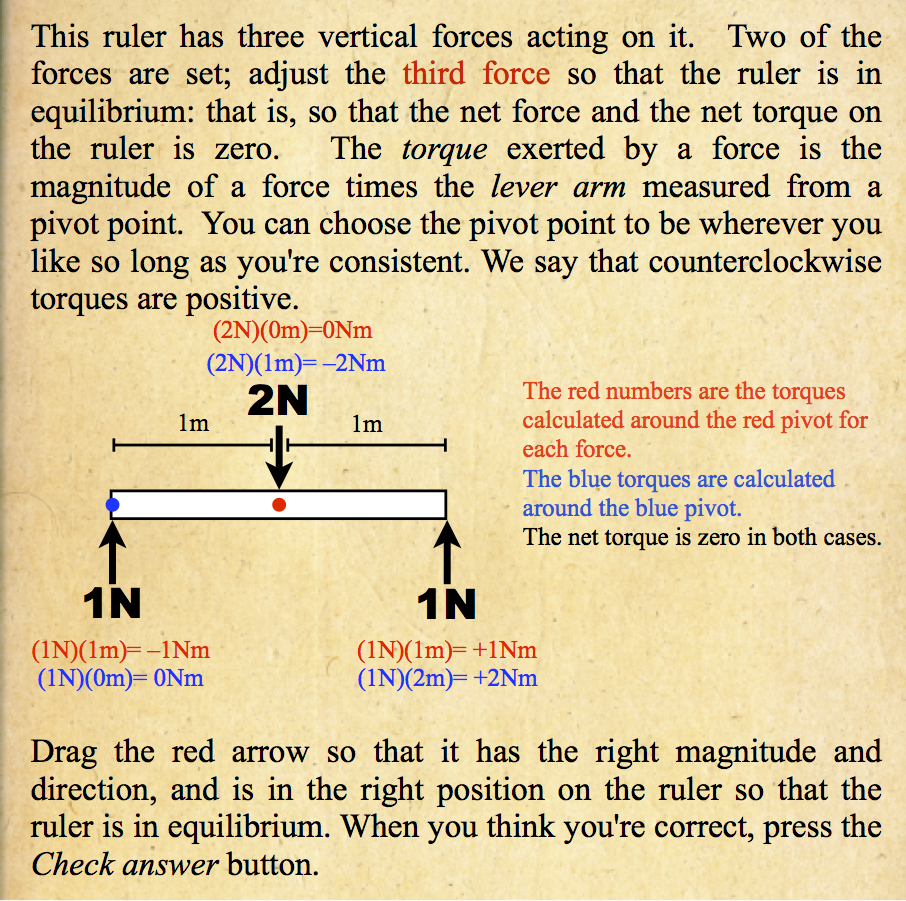 This ruler has three vertical forces acting on it. Two of the
forces are set; adjust the third force so that the ruler is in
equilibrium: that is, so that the net force and the net torque on
the ruler is zero. The torque exerted by a force is the
magnitude of a force times the lever arm measured from a
pivot point. You can choose the pivot point to be wherever you
like so long as you're consistent. We say that counterclockwise
torques are positive.
(2N)(0m)=0Nm
(2N)(1m)= –2Nm
2N
1m
1m
The red numbers are the torques
calculated around the red pivot for
each force.
The blue torques are calculated
around the blue pivot.
The net torque is zero in both cases.
1N
1N
(1N)(1m)= –1Nm
(1N)(0m)= 0Nm
(1N)(1m)= +1Nm
(1N)(2m)= +2Nm
Drag the red arrow so that it has the right magnitude and
direction, and is in the right position on the ruler so that the
ruler is in equilibrium. When you think you're correct, press the
Check answer button.